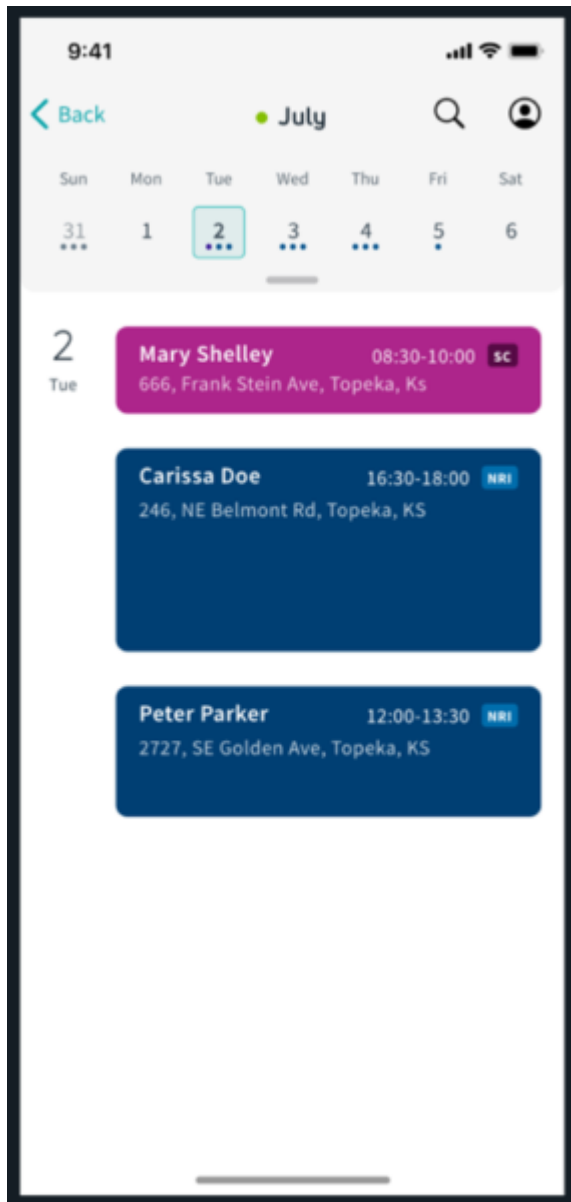 9:41
Back
July
Sun Mon Tue Wed Thu Fri Sat
31 1 2 3 4 5 6
2
Tue
Mary Shelley 08:30-10:00 SC
666, Frank Stein Ave, Topeka, Ks
Carissa Doe 16:30-18:00 NRI
246, NE Belmont Rd, Topeka, KS
Peter Parker 12:00-13:30 NRI
2727, SE Golden Ave, Topeka, KS